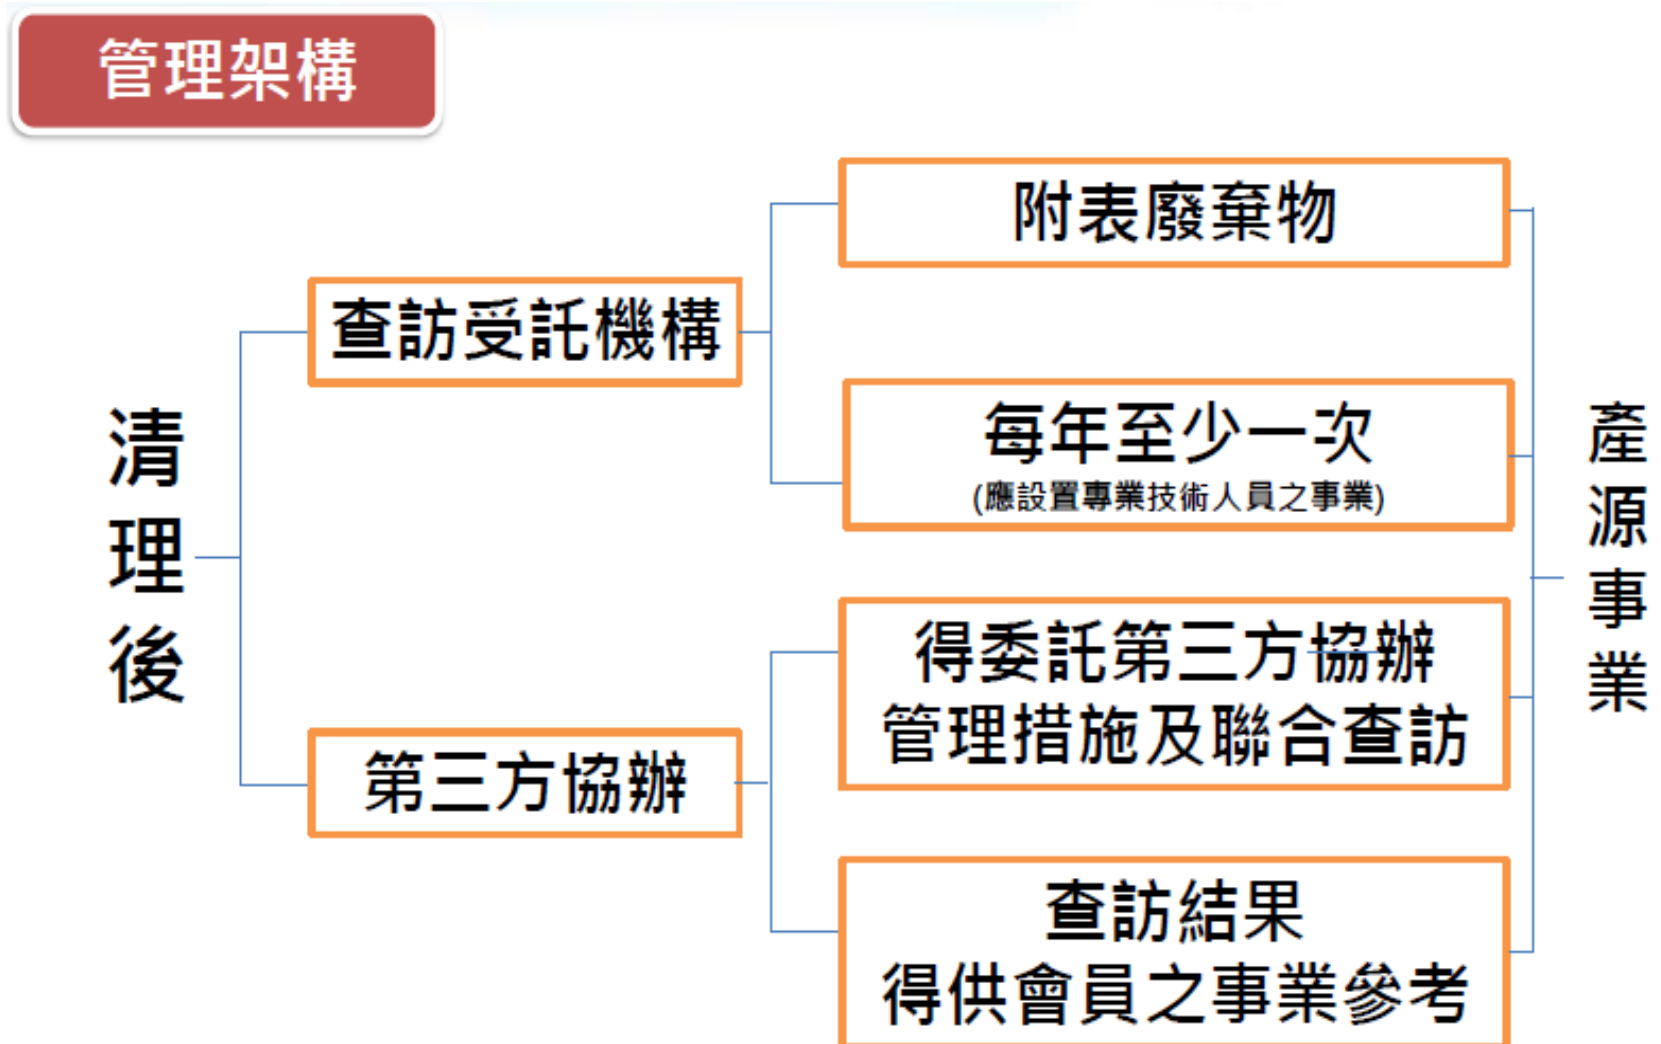 管理架構
清理後
查訪受託機構
附表廢棄物
每年至少一次
(應設置專業技術人員之事業)
第三方協辦
得委託第三方協辦
管理措施及聯合查訪
查訪結果
得供會員之事業參考
產源事業